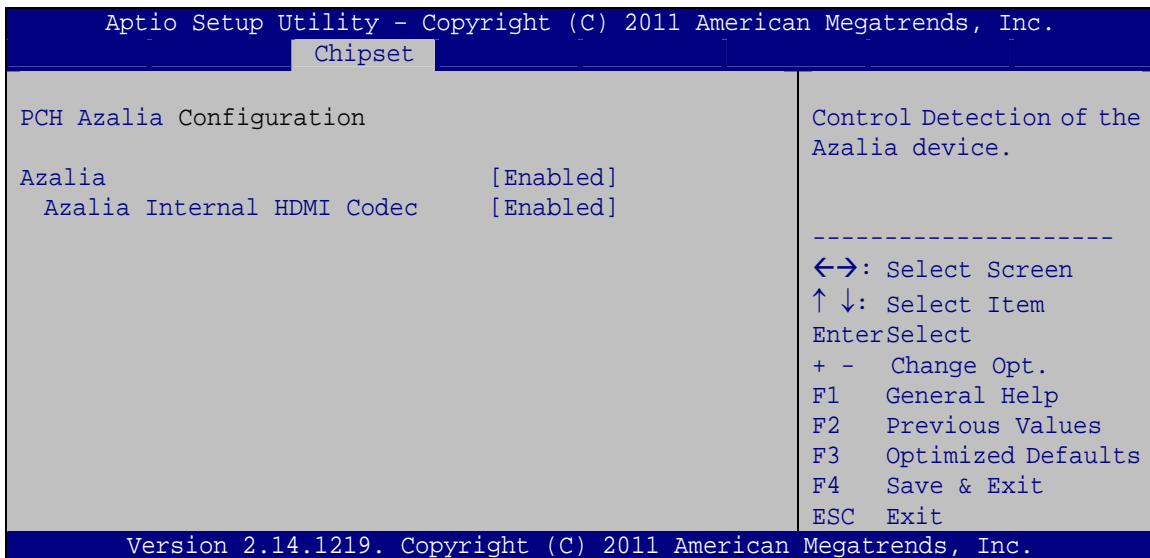 Aptio Setup Utility – Copyright (C) 2011 American Megatrends, Inc.
Chipset
PCH Azalia Configuration
Azalia [Enabled]
Azalia Internal HDMI Codec [Enabled]
Control Detection of the
Azalia device.
---------------------
←→: Select Screen
↑ ↓: Select Item
EnterSelect
+ - Change Opt.
F1 General Help
F2 Previous Values
F3 Optimized Defaults
F4 Save & Exit
ESC Exit
Version 2.14.1219. Copyright (C) 2011 American Megatrends, Inc.